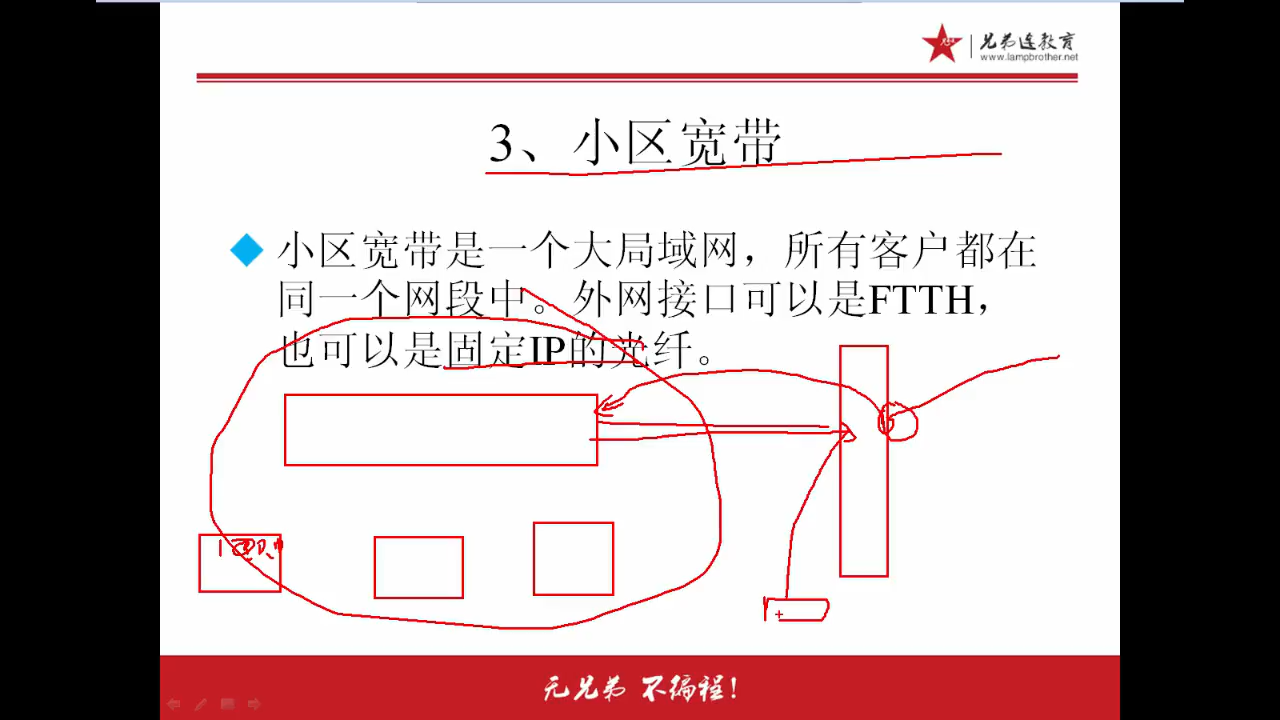 兄弟连教育
www.lampbrother.net
3、小区宽带
小区宽带是一个大局域网，所有客户都在
同一个网段中。外网接口可以是FTTH，
也可以是固定IP的光纤。
无兄弟 不编程！